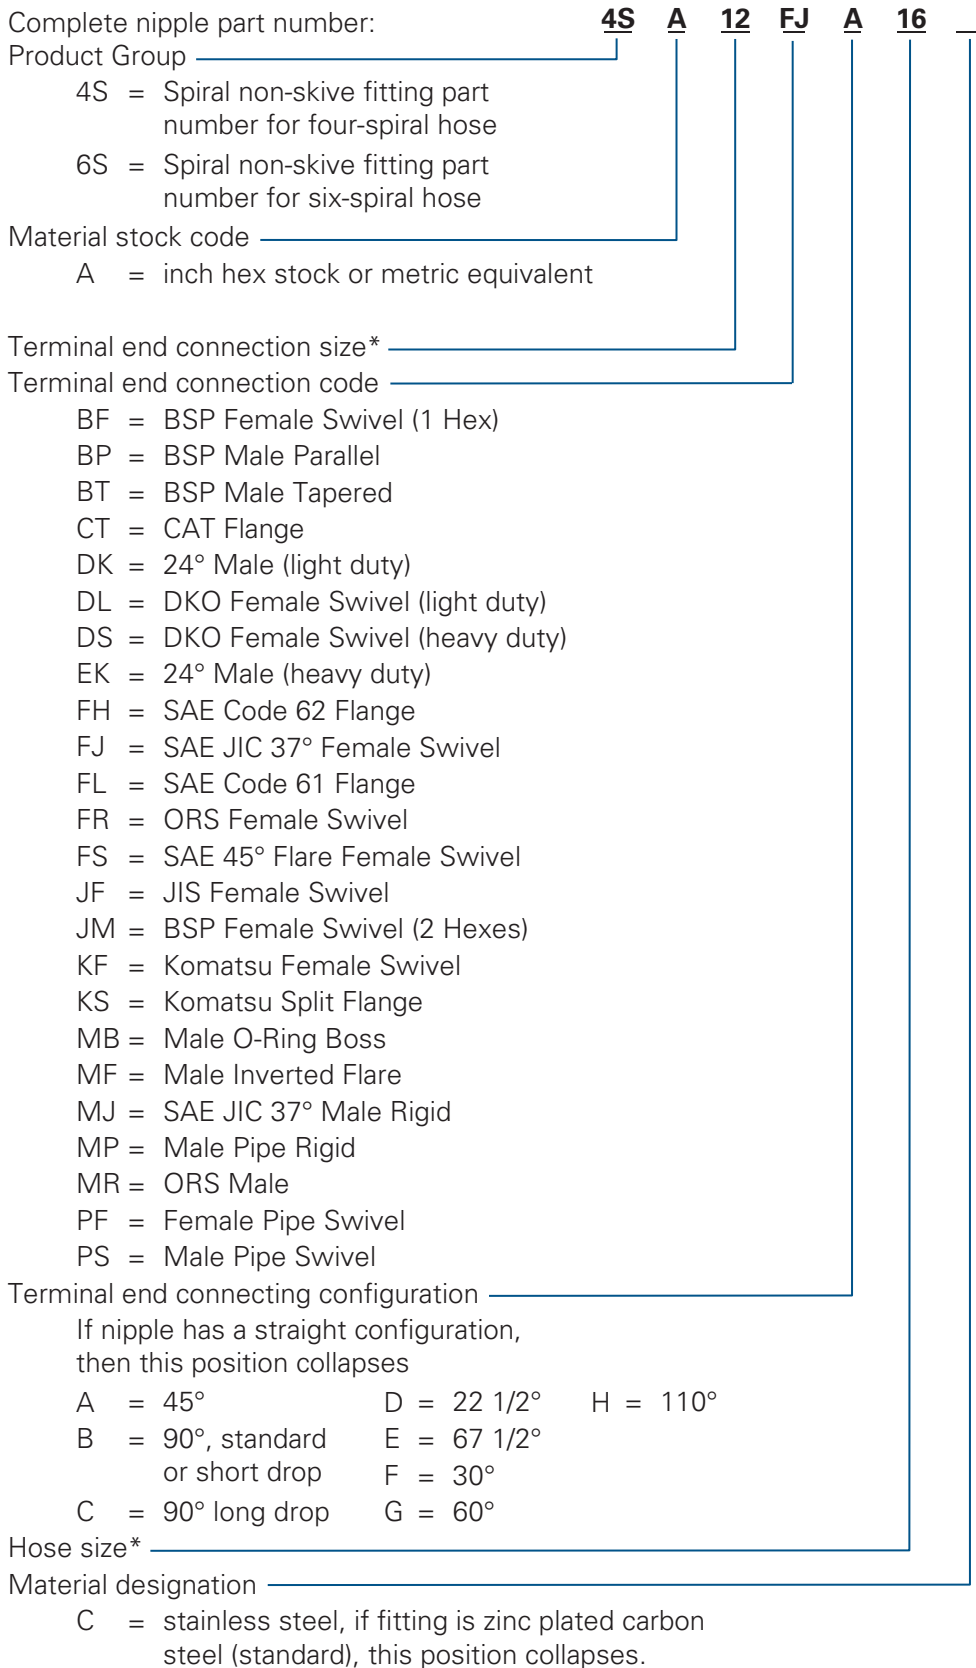 Complete nipple part number: 4S A 12 FJ A 16 _
Product Group
4S = Spiral non-skive fitting part
number for four-spiral hose
6S = Spiral non-skive fitting part
number for six-spiral hose
Material stock code
A = inch hex stock or metric equivalent
Terminal end connection size*
Terminal end connection code
BF = BSP Female Swivel (1 Hex)
BP = BSP Male Parallel
BT = BSP Male Tapered
CT = CAT Flange
DK = 24° Male (light duty)
DL = DKO Female Swivel (light duty)
DS = DKO Female Swivel (heavy duty)
EK = 24° Male (heavy duty)
FH = SAE Code 62 Flange
FJ = SAE JIC 37° Female Swivel
FL = SAE Code 61 Flange
FR = ORS Female Swivel
FS = SAE 45° Flare Female Swivel
JF = JIS Female Swivel
JM = BSP Female Swivel (2 Hexes)
KF = Komatsu Female Swivel
KS = Komatsu Split Flange
MB = Male O-Ring Boss
MF = Male Inverted Flare
MJ = SAE JIC 37° Male Rigid
MP = Male Pipe Rigid
MR = ORS Male
PF = Female Pipe Swivel
PS = Male Pipe Swivel
Terminal end connecting configuration
If nipple has a straight configuration,
then this position collapses
A = 45° D = 22 1/2° H = 110°
B = 90°, standard E = 67 1/2°
or short drop F = 30°
C = 90° long drop G = 60°
Hose size*
Material designation
C = stainless steel, if fitting is zinc plated carbon
steel (standard), this position collapses.